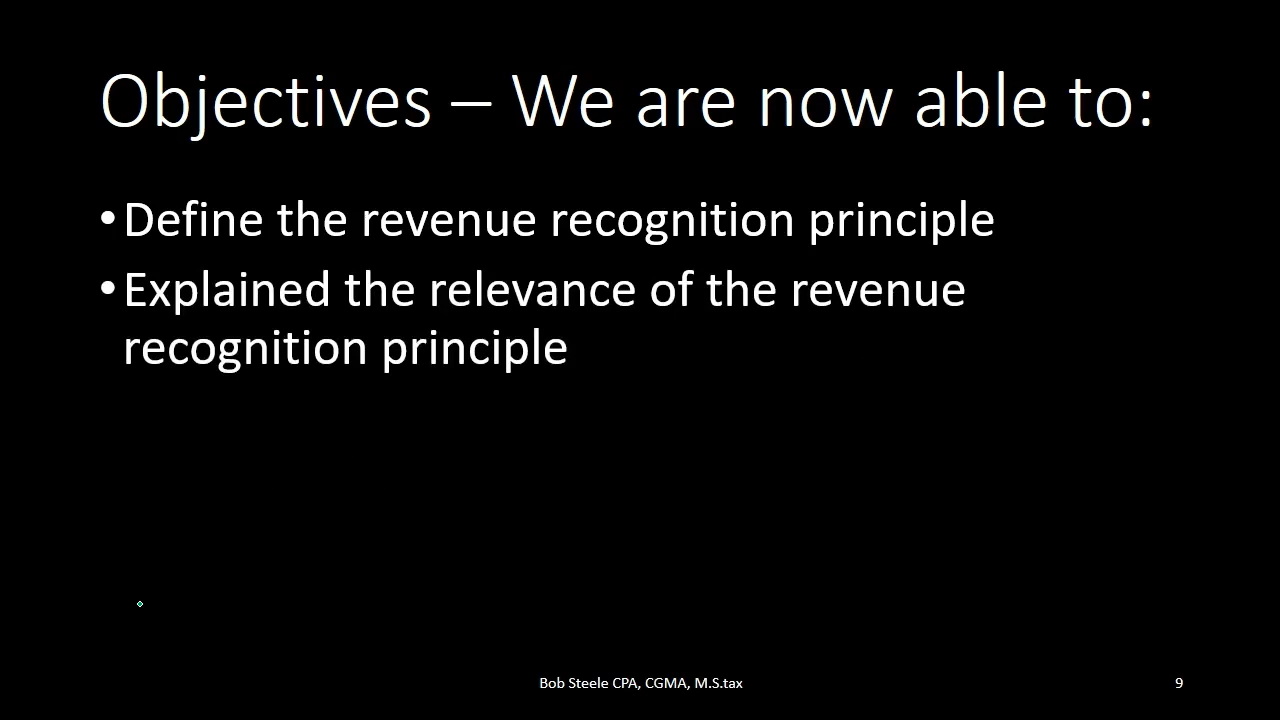 Objectives – We are now able to:
• Define the revenue recognition principle
• Explained the relevance of the revenue
recognition principle
Bob Steele CPA, CGMA, M.S.tax
9